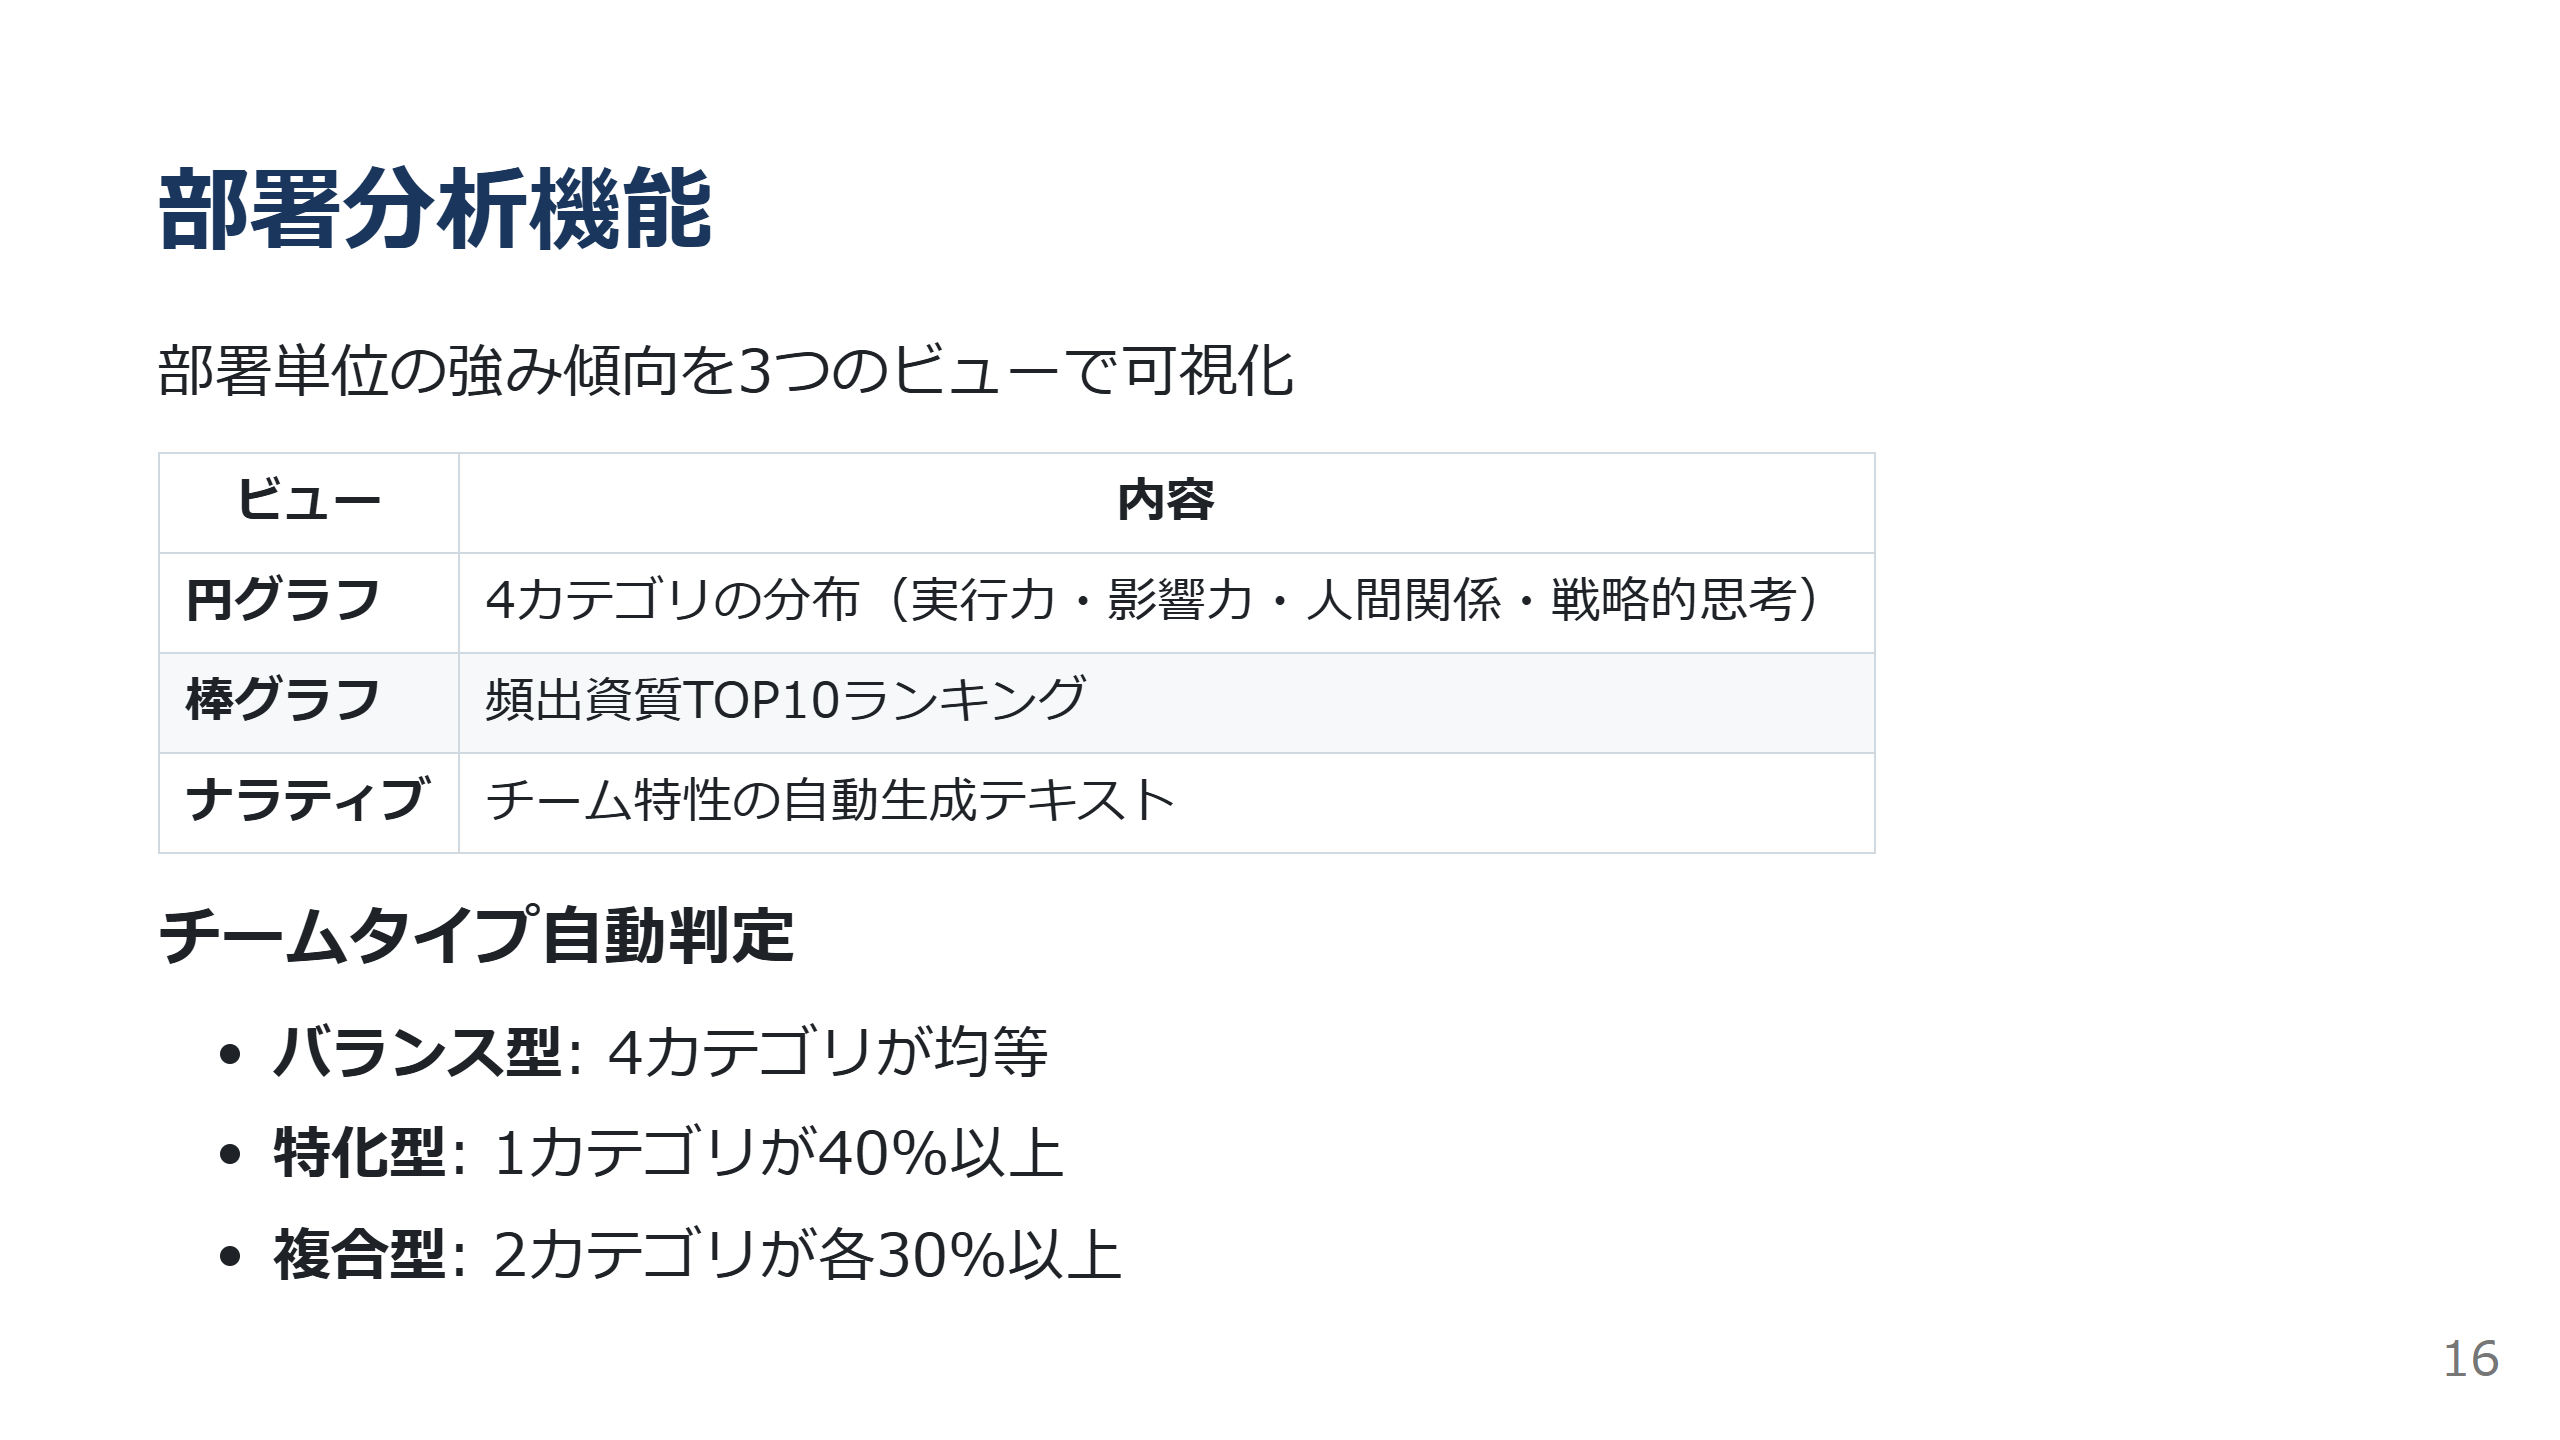 部署分析機能
部署単位の強み傾向を3つのビューで可視化
ビュー 内容
円グラフ 4カテゴリの分布（実行力・影響力・人間関係・戦略的思考）
棒グラフ 頻出資質TOP10ランキング
ナラティブ チーム特性の自動生成テキスト
チームタイプ自動判定
• バランス型: 4カテゴリが均等
• 特化型: 1カテゴリが40%以上
• 複合型: 2カテゴリが各30%以上
16